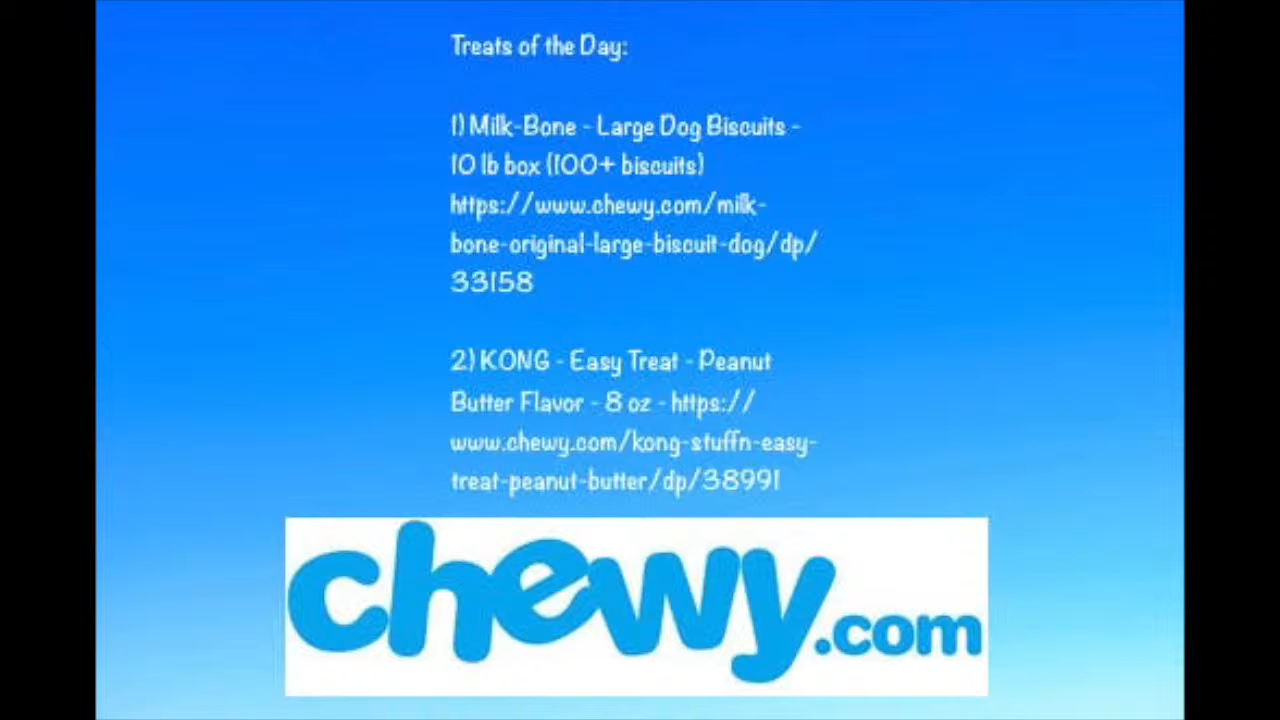 Treats of the Day:
1) Milk-Bone - Large Dog Biscuits -
10 lb box (100+ biscuits)
https://www.chewy.com/milk-
bone-original-large-biscuit-dog/dp/
33158
2) KONG - Easy Treat - Peanut
Butter Flavor - 8 oz - https://
www.chewy.com/kong-stuffn-easy-
treat-peanut-butter/dp/38991
chewy.com